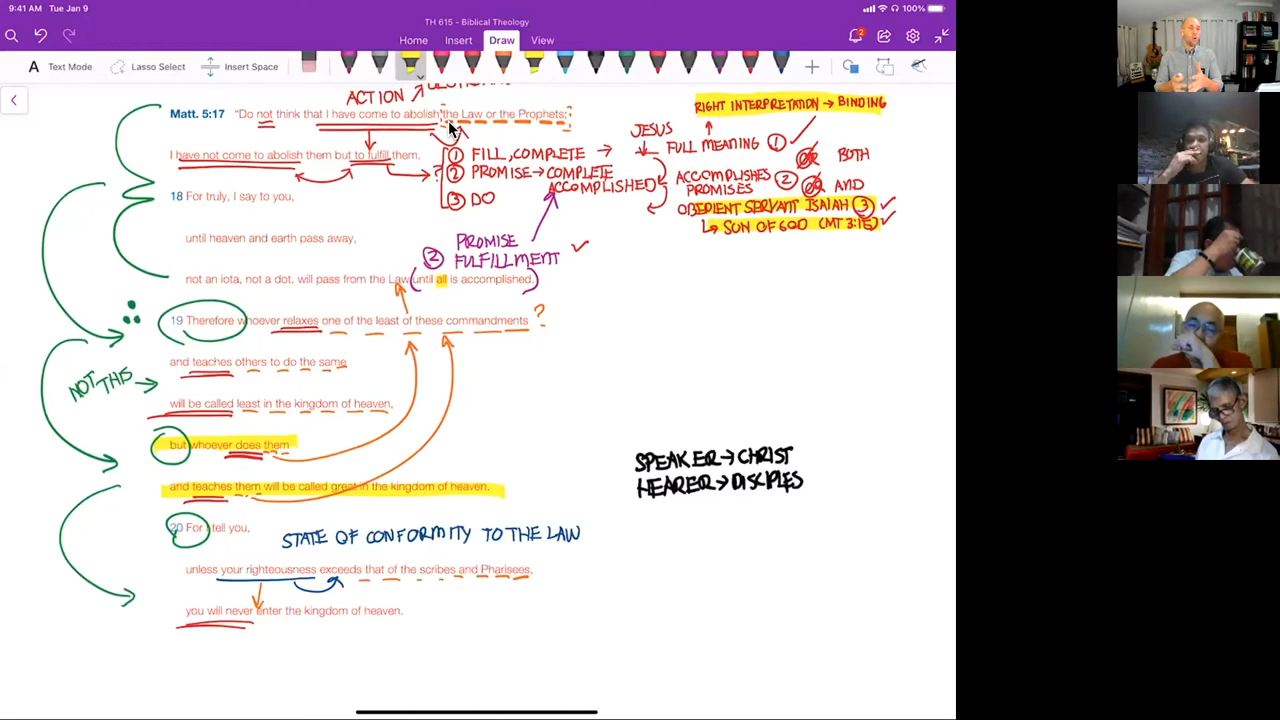 9:41 AM Tue Jan 9
100%
TH 615 - Biblical Theology
Home Insert Draw View
2
A Text Mode Lasso Select Insert Space
ACTION
Matt. 5:17 "Do not think that I have come to abolish the Law or the Prophets;
I have not come to abolish them but to fulfill them.
?
① FILL, COMPLETE →
② PROMISE → COMPLETE
ACCOMPLISHED
③ DO
RIGHT INTERPRETATION → BINDING
JESUS
FULL MEANING ①
OR BOTH
ACCOMPLISHES
PROMISES ② OR AND
OBEDIENT SERVANT ISAIAH ③ ✓
↳ SON OF GOD (MT 3:15) ✓
18 For truly, I say to you,
until heaven and earth pass away,
② PROMISE
FULFILLMENT ✓
not an iota, not a dot, will pass from the Law (until all is accomplished.)
∴ 19 Therefore whoever relaxes one of the least of these commandments ?
and teaches others to do the same
NOT THIS →
will be called least in the kingdom of heaven,
but whoever does them
and teaches them will be called great in the kingdom of heaven.
SPEAKER → CHRIST
HEARER → DISCIPLES
20 For I tell you,
STATE OF CONFORMITY TO THE LAW
unless your righteousness exceeds that of the scribes and Pharisees,
you will never enter the kingdom of heaven.